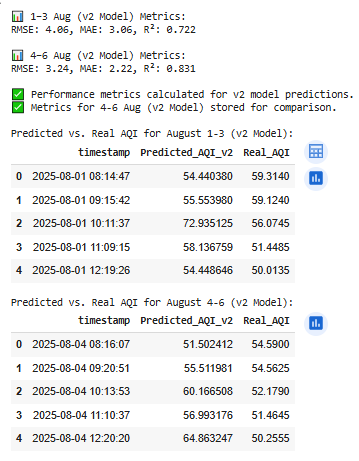 📊 1-3 Aug (v2 Model) Metrics:
RMSE: 4.06, MAE: 3.06, R²: 0.722
📊 4-6 Aug (v2 Model) Metrics:
RMSE: 3.24, MAE: 2.22, R²: 0.831
✅ Performance metrics calculated for v2 model predictions.
✅ Metrics for 4-6 Aug (v2 Model) stored for comparison.
Predicted vs. Real AQI for August 1-3 (v2 Model):
timestamp Predicted_AQI_v2 Real_AQI
0 2025-08-01 08:14:47 54.440380 59.3140
1 2025-08-01 09:15:42 55.553980 59.1240
2 2025-08-01 10:11:37 72.935125 56.0745
3 2025-08-01 11:09:15 58.136759 51.4485
4 2025-08-01 12:19:26 54.448646 50.0135
Predicted vs. Real AQI for August 4-6 (v2 Model):
timestamp Predicted_AQI_v2 Real_AQI
0 2025-08-04 08:16:07 51.502412 54.5900
1 2025-08-04 09:20:51 55.511981 54.5625
2 2025-08-04 10:13:53 60.166508 52.1790
3 2025-08-04 11:10:37 56.993176 51.4645
4 2025-08-04 12:20:20 64.863247 50.2555